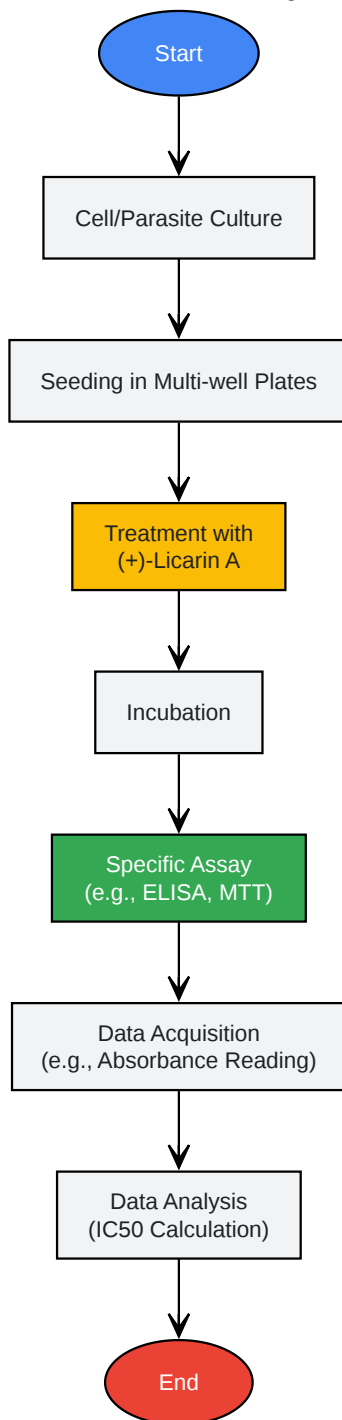 Start
Cell/Parasite Culture
Seeding in Multi-well Plates
Treatment with
(+)-Licarin A
Incubation
Specific Assay
(e.g., ELISA, MTT)
Data Acquisition
(e.g., Absorbance Reading)
Data Analysis
(IC50 Calculation)
End